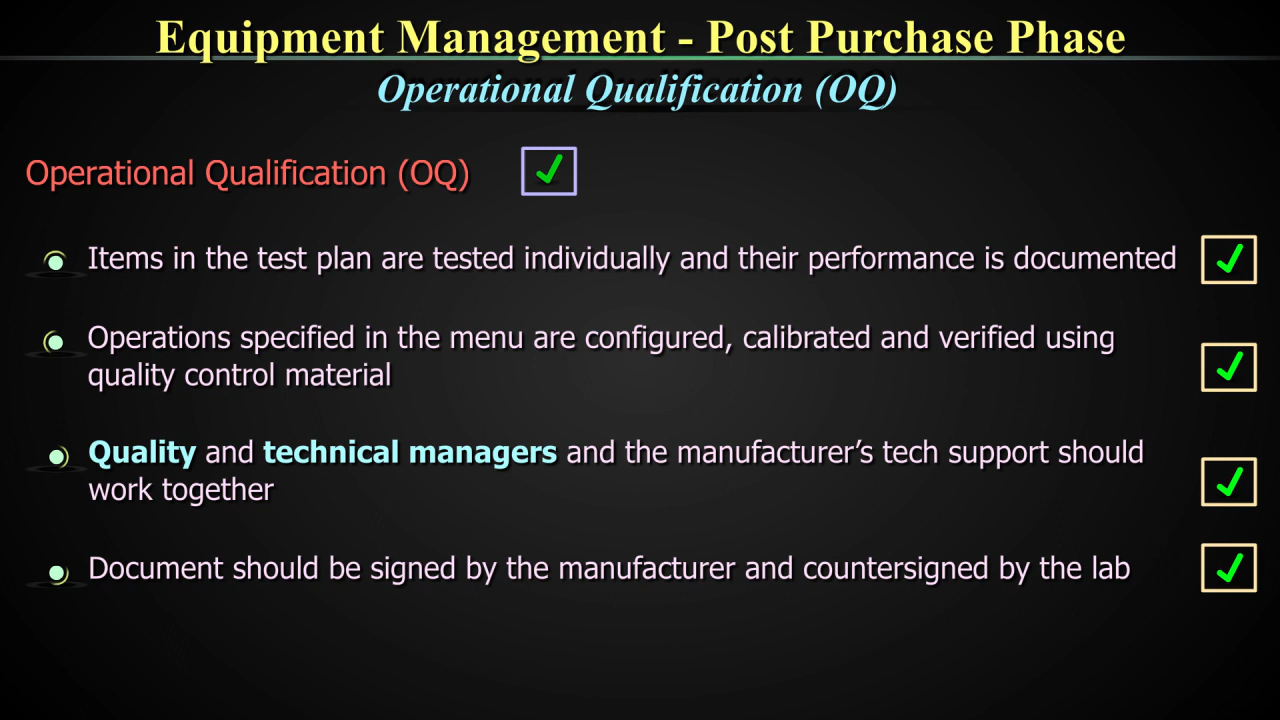 Equipment Management - Post Purchase Phase
Operational Qualification (OQ)
Operational Qualification (OQ)
Items in the test plan are tested individually and their performance is documented
Operations specified in the menu are configured, calibrated and verified using
quality control material
Quality and technical managers and the manufacturer’s tech support should
work together
Document should be signed by the manufacturer and countersigned by the lab